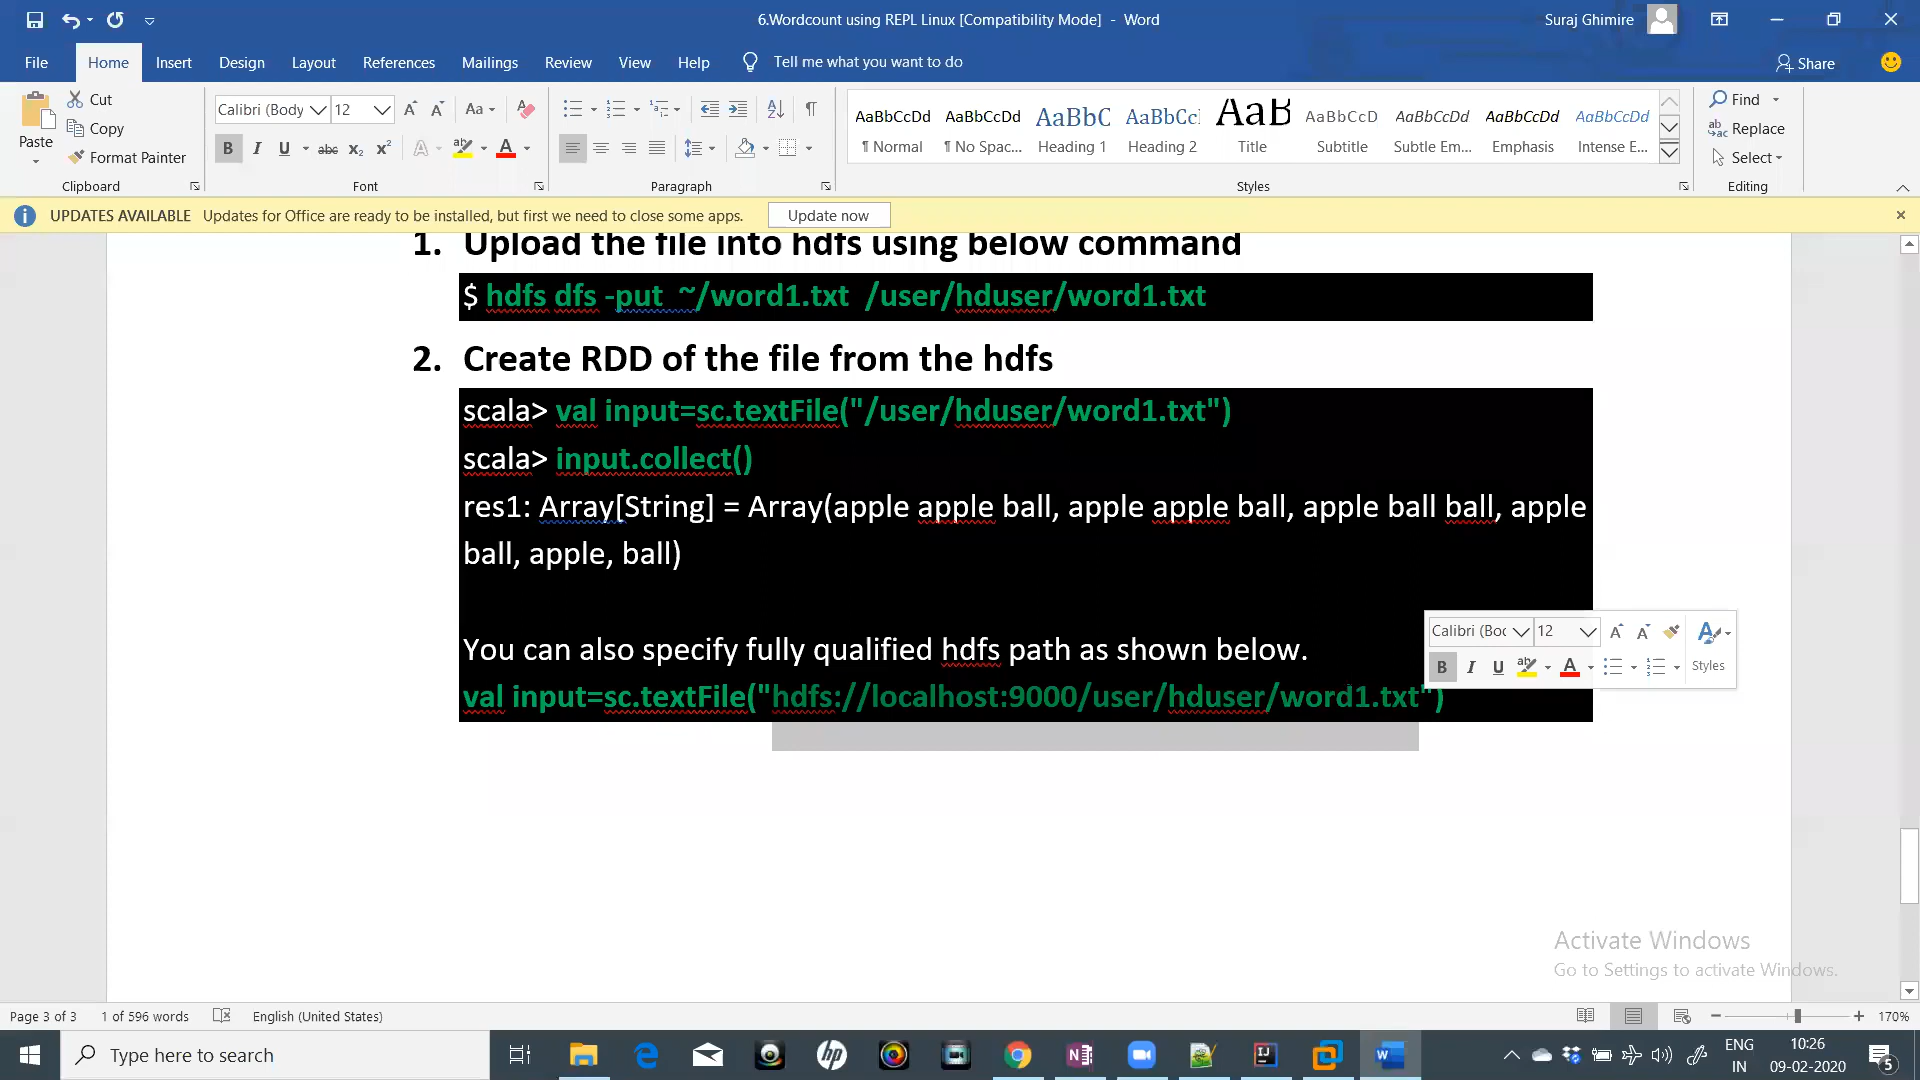 6.Wordcount using REPL Linux [Compatibility Mode] - Word
Suraj Ghimire
File Home Insert Design Layout References Mailings Review View Help Tell me what you want to do
Share
Paste
Cut
Copy
Format Painter
Clipboard
Calibri (Body 12
Font
Paragraph
AaBbCcDd AaBbCcDd AaBbC AaBbCc AaB AaBbCcD AaBbCcDd AaBbCcDd AaBbCcDd
¶ Normal ¶ No Spac... Heading 1 Heading 2 Title Subtitle Subtle Em... Emphasis Intense E...
Styles
Find
Replace
Select
Editing
UPDATES AVAILABLE Updates for Office are ready to be installed, but first we need to close some apps. Update now
1. Upload the file into hdfs using below command
$ hdfs dfs -put ~/word1.txt /user/hduser/word1.txt
2. Create RDD of the file from the hdfs
scala> val input=sc.textFile("/user/hduser/word1.txt")
scala> input.collect()
res1: Array[String] = Array(apple apple ball, apple apple ball, apple ball ball, apple
ball, apple, ball)
You can also specify fully qualified hdfs path as shown below.
val input=sc.textFile("hdfs://localhost:9000/user/hduser/word1.txt")
Calibri (Boc 12
B I U
Styles
Activate Windows
Go to Settings to activate Windows.
Page 3 of 3 1 of 596 words English (United States)
170%
Type here to search
ENG
IN
10:26
09-02-2020
5